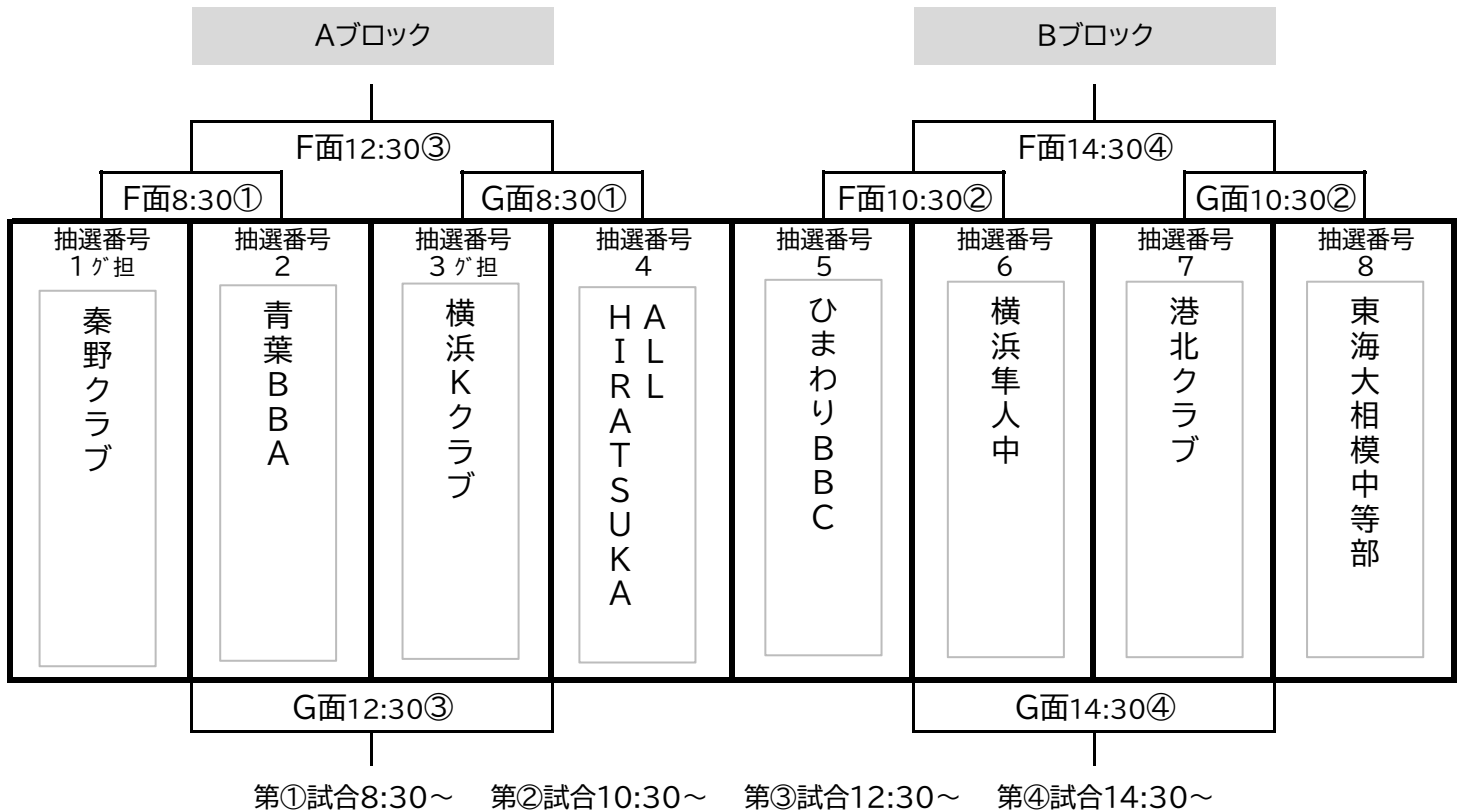 Aブロック
Bブロック
F面12:30③
F面14:30④
F面8:30①
G面8:30①
F面10:30②
G面10:30②
抽選番号
1 ｸﾞ担
抽選番号
2
抽選番号
3 ｸﾞ担
抽選番号
4
抽選番号
5
抽選番号
6
抽選番号
7
抽選番号
8
秦野クラブ
青葉BBA
横浜Kクラブ
ALL
HIRATSUKA
ひまわりBBC
横浜隼人中
港北クラブ
東海大相模中等部
G面12:30③
G面14:30④
第①試合8:30～ 第②試合10:30～ 第③試合12:30～ 第④試合14:30～